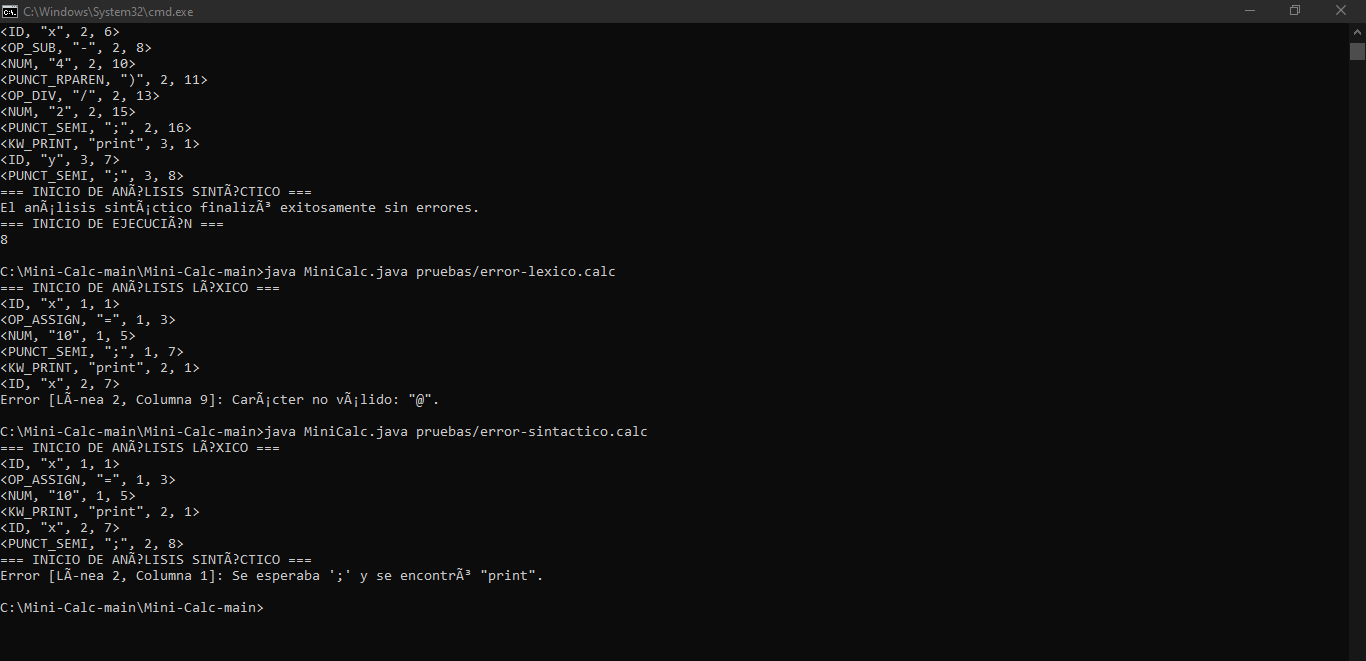 C:\Windows\System32\cmd.exe
<ID, "x", 2, 6>
<OP_SUB, "-", 2, 8>
<NUM, "4", 2, 10>
<PUNCT_RPAREN, ")", 2, 11>
<OP_DIV, "/", 2, 13>
<NUM, "2", 2, 15>
<PUNCT_SEMI, ";", 2, 16>
<KW_PRINT, "print", 3, 1>
<ID, "y", 3, 7>
<PUNCT_SEMI, ";", 3, 8>
=== INICIO DE ANÃ?LISIS SINTÃ?CTICO ===
El anÃ¡lisis sintÃ¡ctico finalizÃ³ exitosamente sin errores.
=== INICIO DE EJECUCIÃ?N ===
8
C:\Mini-Calc-main\Mini-Calc-main>java MiniCalc.java pruebas/error-lexico.calc
=== INICIO DE ANÃ?LISIS LÃ?XICO ===
<ID, "x", 1, 1>
<OP_ASSIGN, "=", 1, 3>
<NUM, "10", 1, 5>
<PUNCT_SEMI, ";", 1, 7>
<KW_PRINT, "print", 2, 1>
<ID, "x", 2, 7>
Error [LÃ-nea 2, Columna 9]: CarÃ¡cter no vÃ¡lido: "@".
C:\Mini-Calc-main\Mini-Calc-main>java MiniCalc.java pruebas/error-sintactico.calc
=== INICIO DE ANÃ?LISIS LÃ?XICO ===
<ID, "x", 1, 1>
<OP_ASSIGN, "=", 1, 3>
<NUM, "10", 1, 5>
<KW_PRINT, "print", 2, 1>
<ID, "x", 2, 7>
<PUNCT_SEMI, ";", 2, 8>
=== INICIO DE ANÃ?LISIS SINTÃ?CTICO ===
Error [LÃ-nea 2, Columna 1]: Se esperaba ';' y se encontrÃ³ "print".
C:\Mini-Calc-main\Mini-Calc-main>